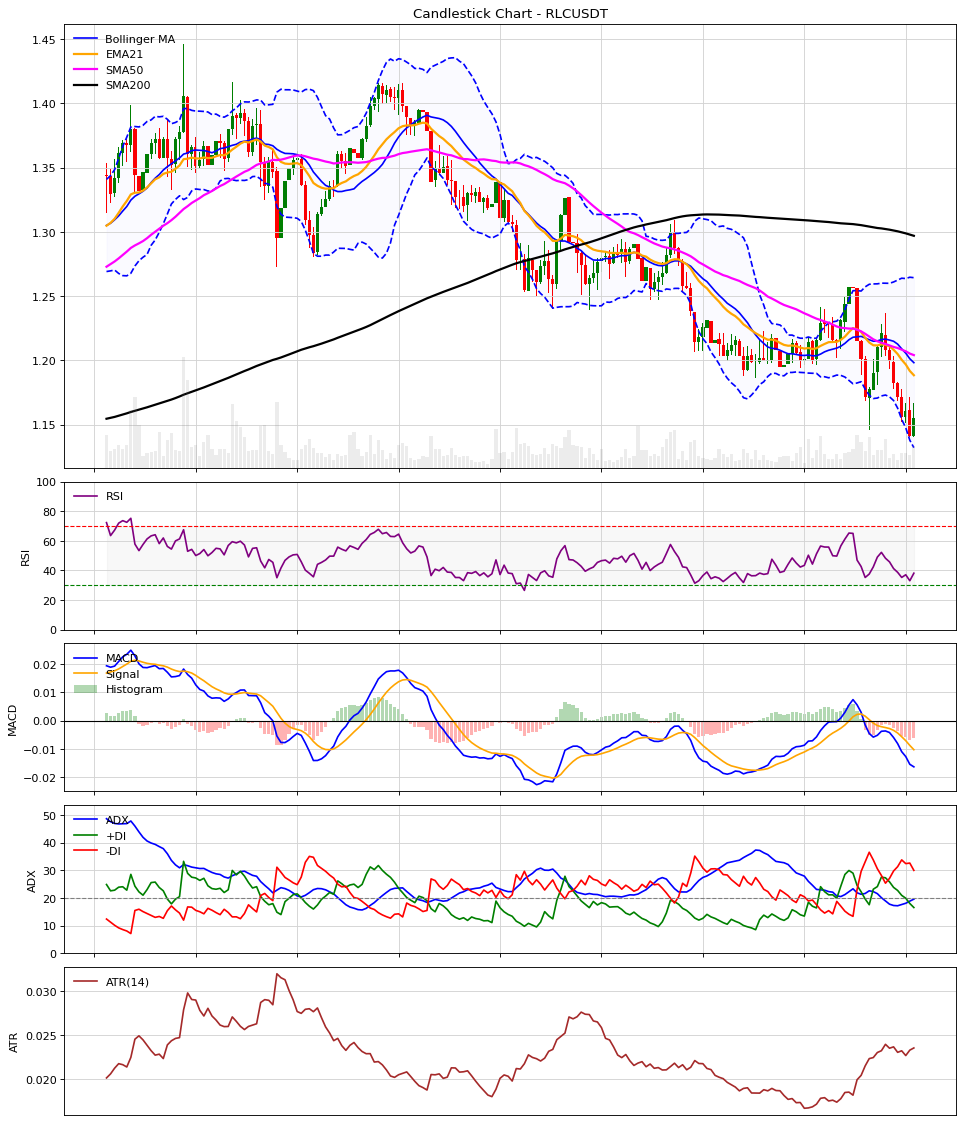 Candlestick Chart - RLCUSDT
Bollinger MA
EMA21
SMA50
SMA200
1.45
1.40
1.35
1.30
1.25
1.20
1.15
RSI
RSI
100
80
60
40
20
0
MACD
Signal
Histogram
MACD
0.02
0.01
0.00
−0.01
−0.02
ADX
+DI
-DI
ADX
50
40
30
20
10
0
ATR(14)
ATR
0.030
0.025
0.020